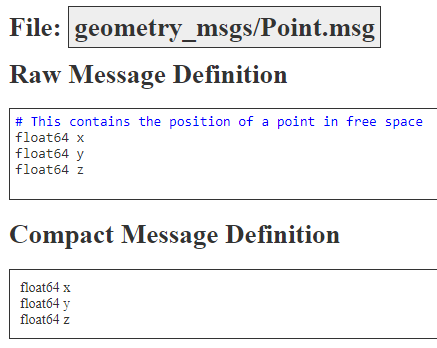 File: geometry_msgs/Point.msg
Raw Message Definition
# This contains the position of a point in free space
float64 x
float64 y
float64 z
Compact Message Definition
float64 x
float64 y
float64 z